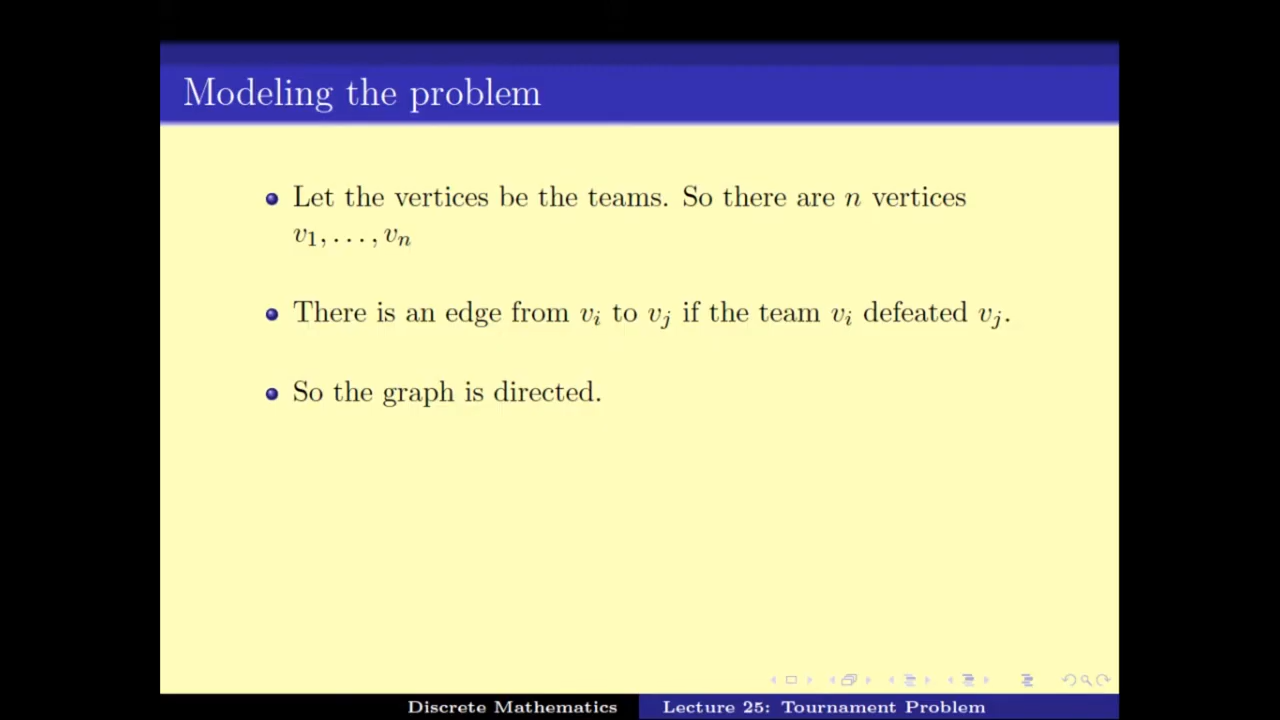 Modeling the problem
Let the vertices be the teams. So there are n vertices
v₁, . . . , vₙ
There is an edge from vᵢ to vⱼ if the team vᵢ defeated vⱼ.
So the graph is directed.
Discrete Mathematics
Lecture 25: Tournament Problem